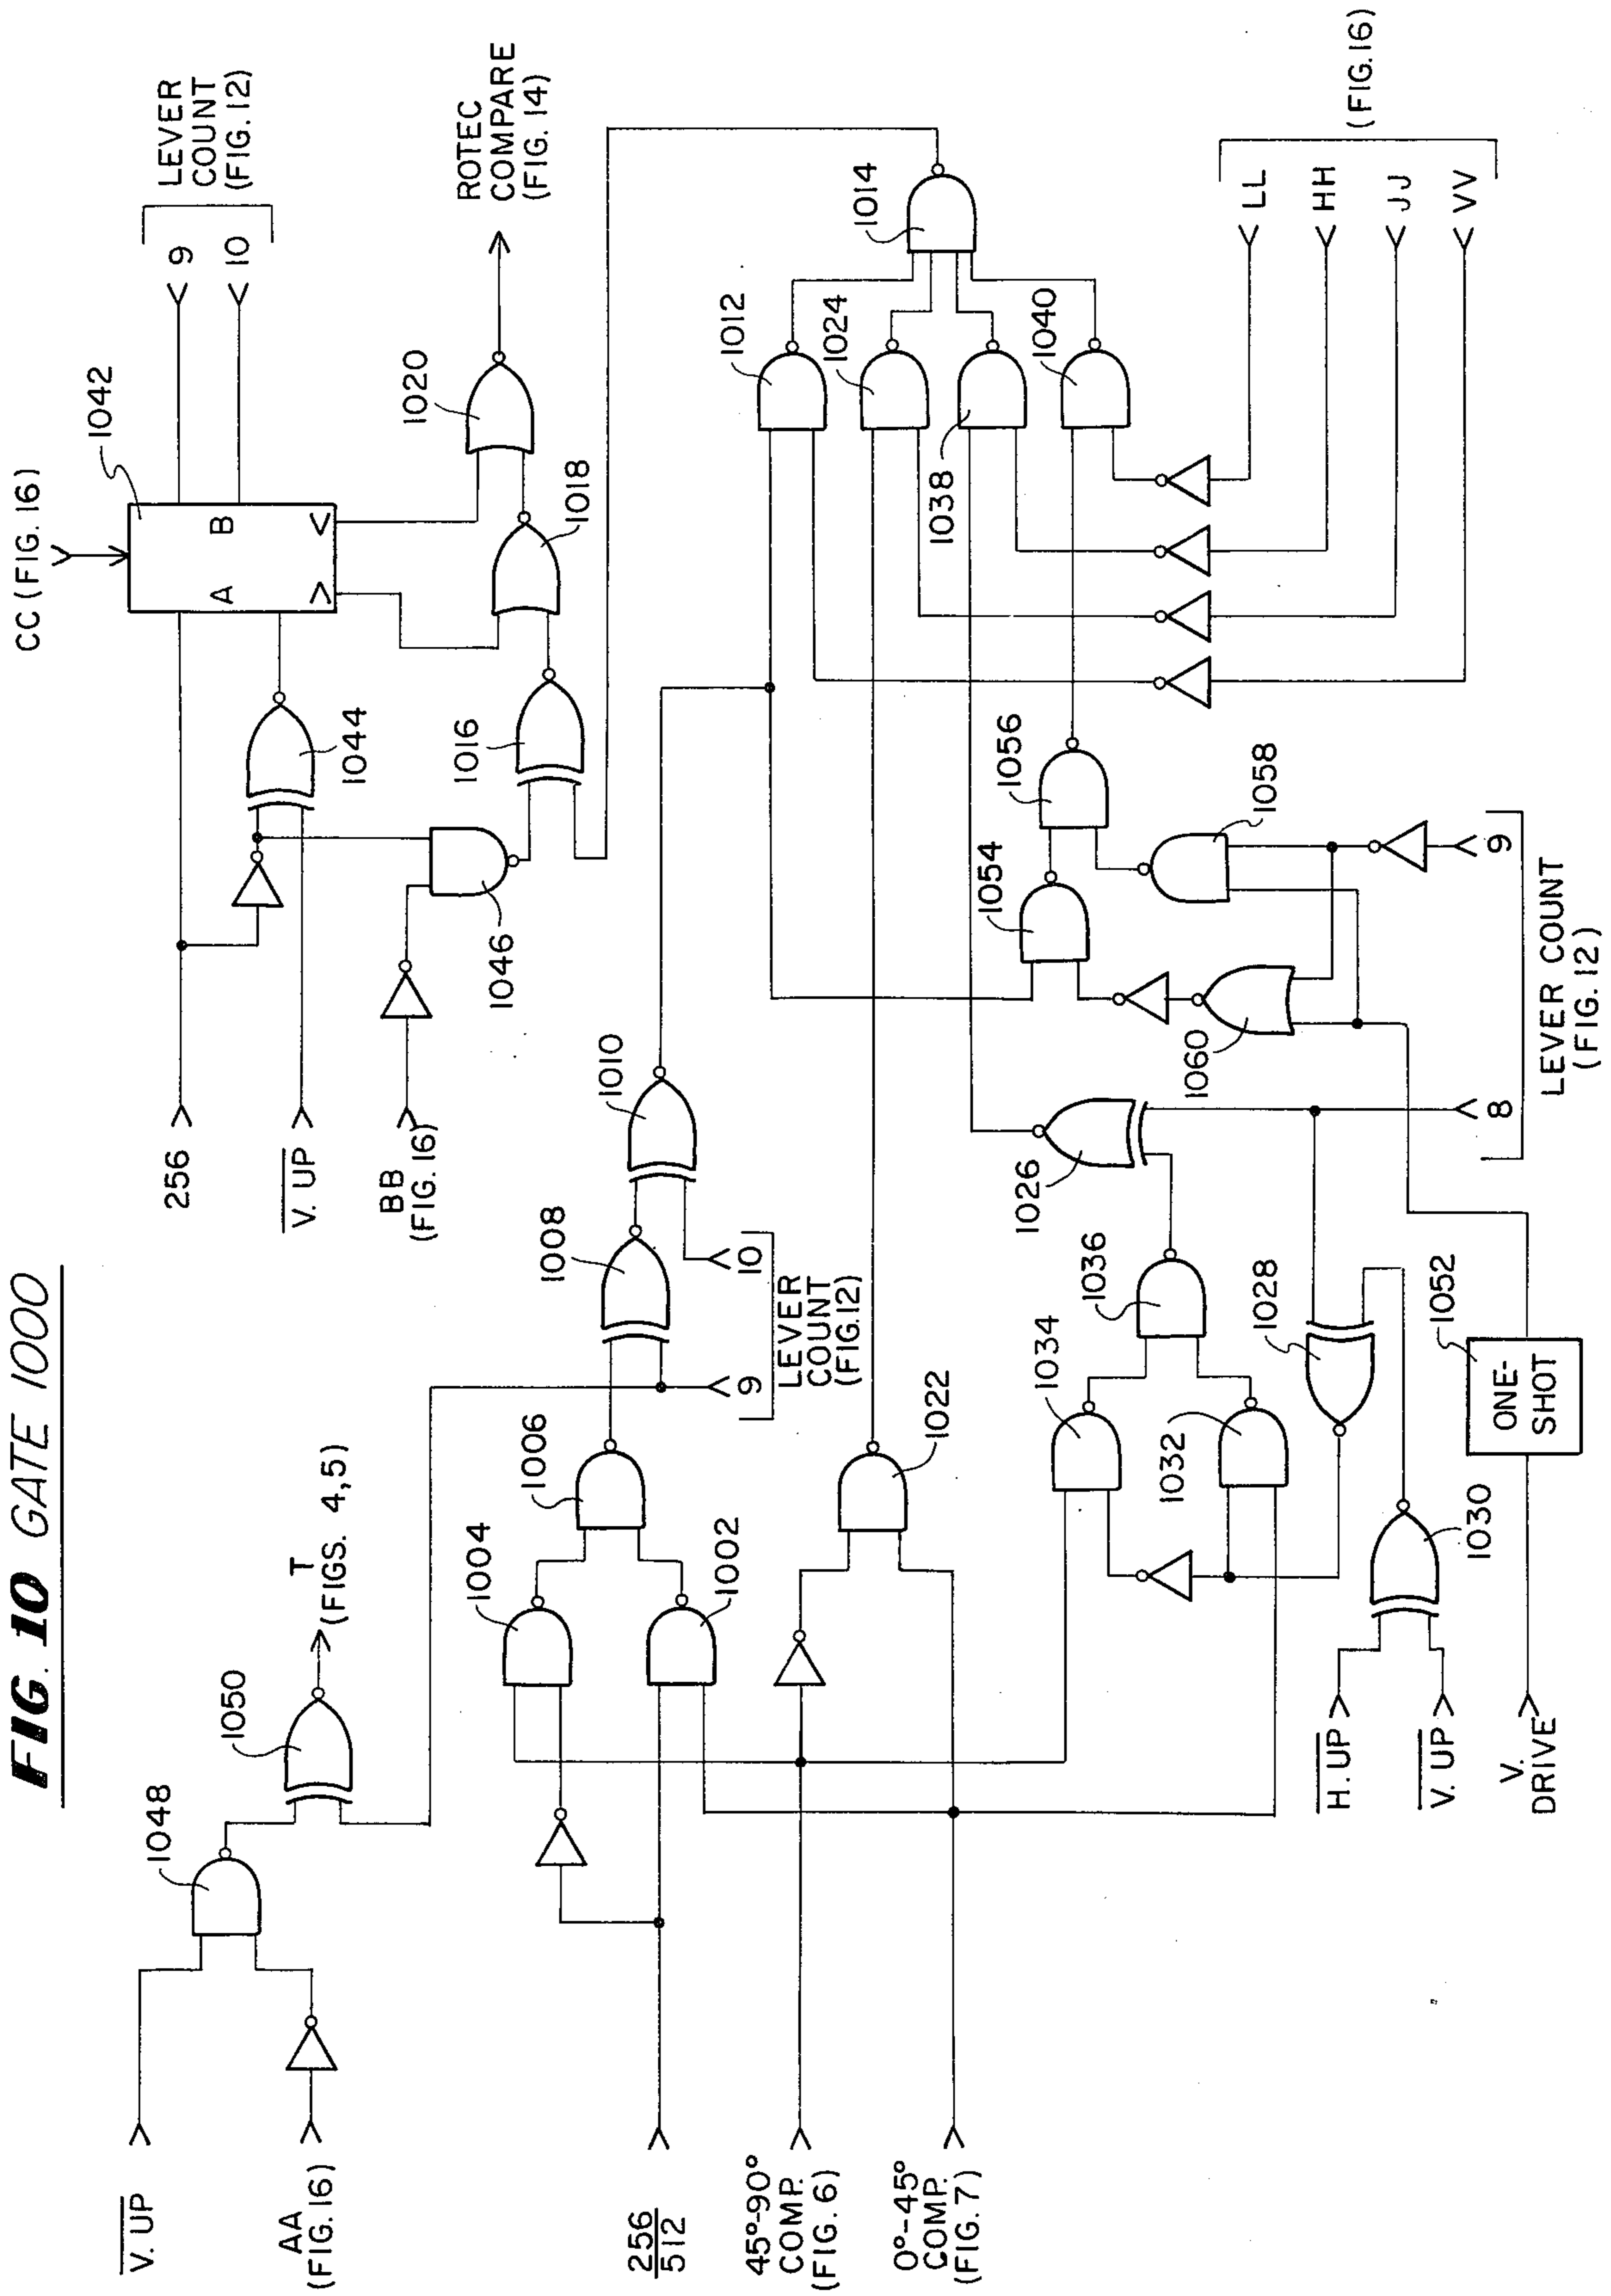 FIG. 10 GATE 1000
V. UP
AA
(FIG. 16)
1048
1050
T
(FIGS. 4,5)
256
512
45°-90°
COMP.
(FIG. 6)
0°-45°
COMP.
(FIG. 7)
1004
1002
1006
1008
1010
9
10
LEVER
COUNT
(FIG.12)
1022
256
V. UP
BB
(FIG. 16)
1044
1046
1016
1018
1020
CC (FIG. 16)
1042
A
B
>
<
9
10
LEVER
COUNT
(FIG. 12)
ROTEC
COMPARE
(FIG. 14)
1012
1024
1038
1040
1014
LL
HH
JJ
VV
(FIG.16)
1054
1056
1058
1060
9
8
LEVER COUNT
(FIG. 12)
1026
1028
1030
1032
1034
1036
H. UP
V. UP
V.
DRIVE
1052
ONE-
SHOT